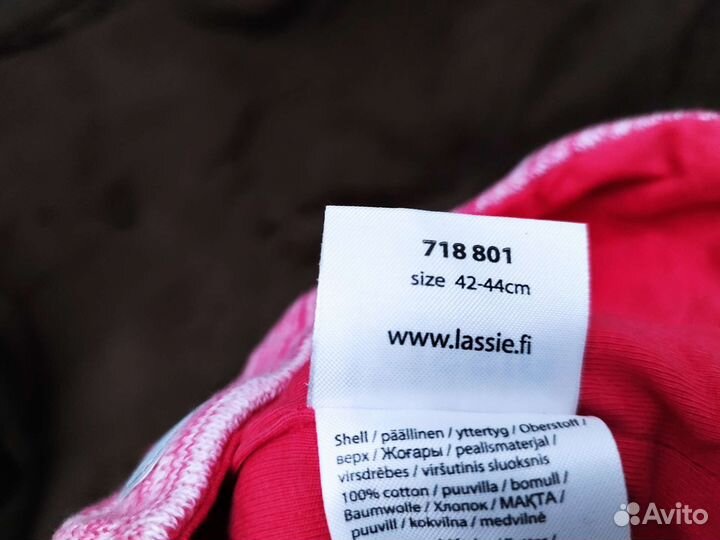 718 801
size 42-44cm
www.lassie.fi
Shell / päällinen / yttertyg / Oberstoff /
верх / Жоғары / pealismaterjal /
virsdrēbes / viršutinis sluoksnis
100% cotton / puuvilla / bomull /
Baumwolle / Хлопок / МАҚТА /
puuvill / kokvilna / medvilnė
Avito